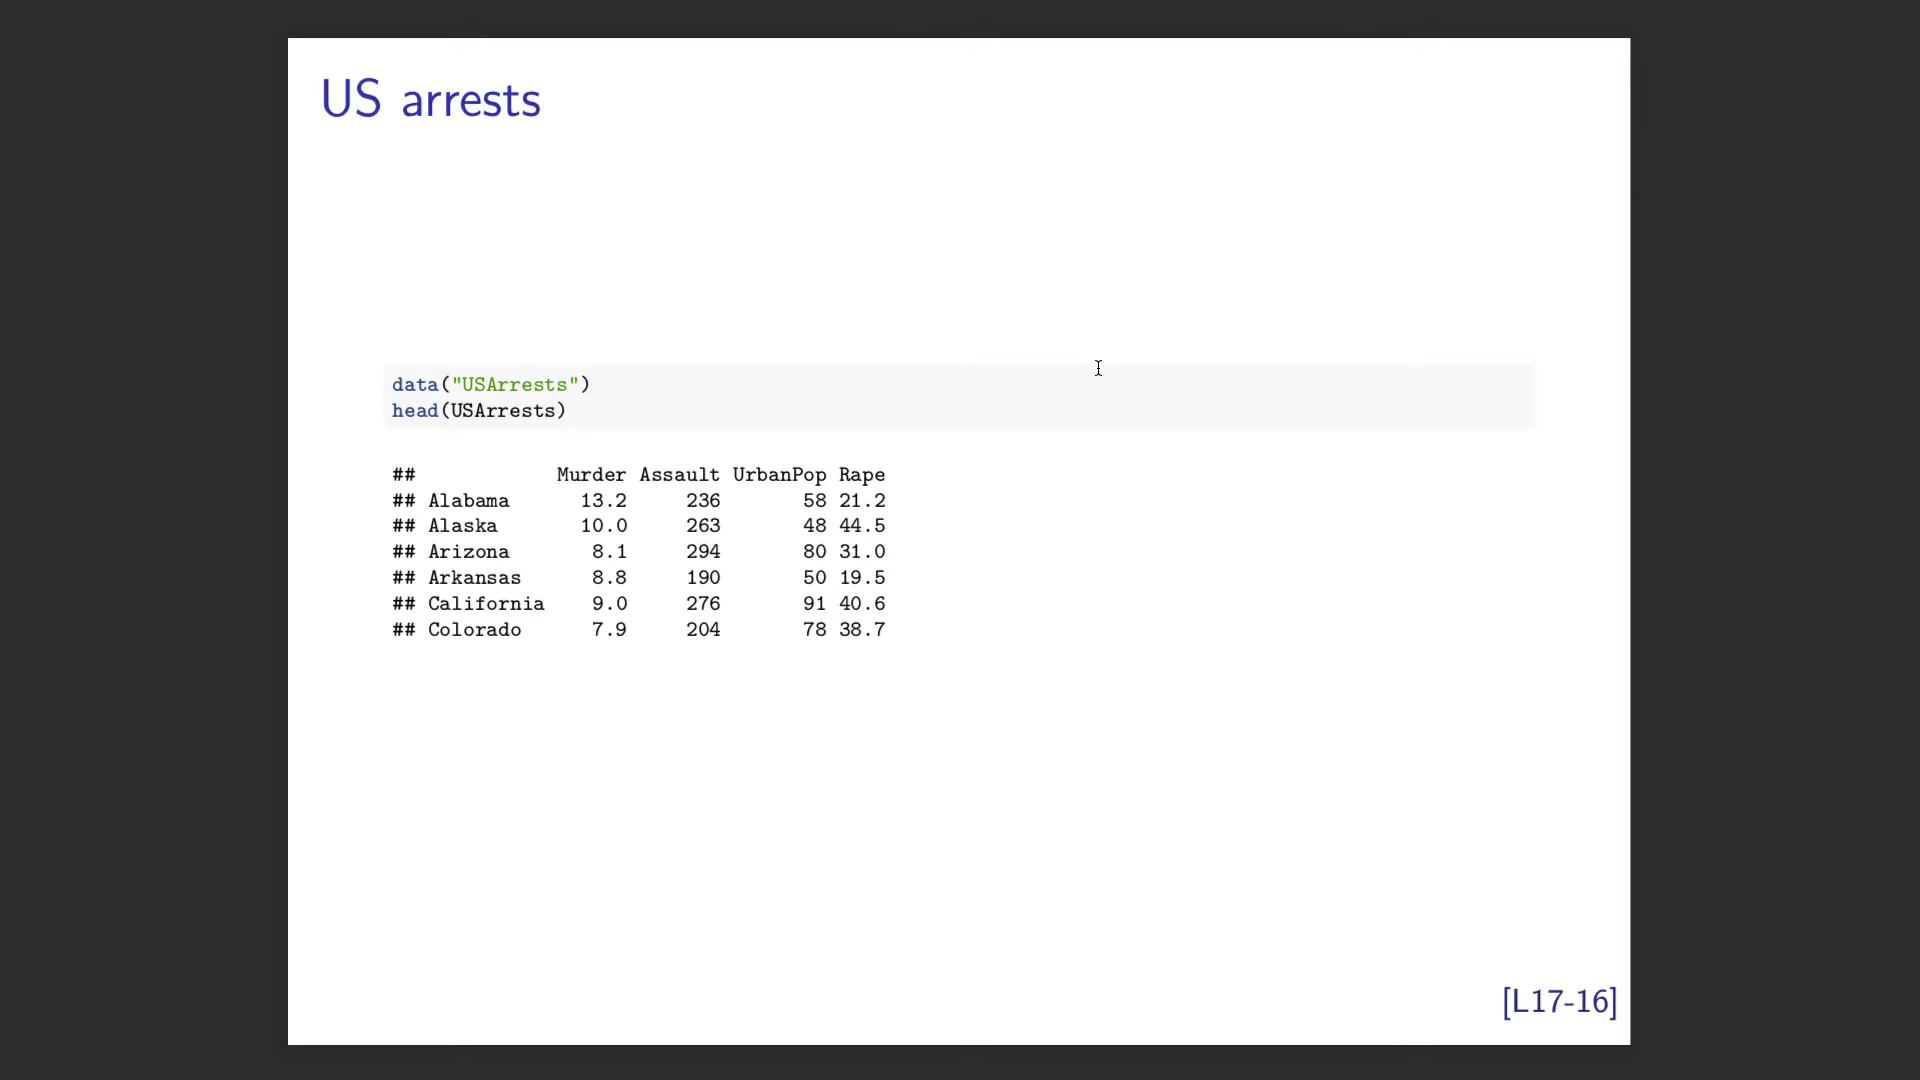 US arrests
data("USArrests")
head(USArrests)
##            Murder Assault UrbanPop Rape
## Alabama      13.2     236       58 21.2
## Alaska       10.0     263       48 44.5
## Arizona       8.1     294       80 31.0
## Arkansas      8.8     190       50 19.5
## California    9.0     276       91 40.6
## Colorado      7.9     204       78 38.7
[L17-16]